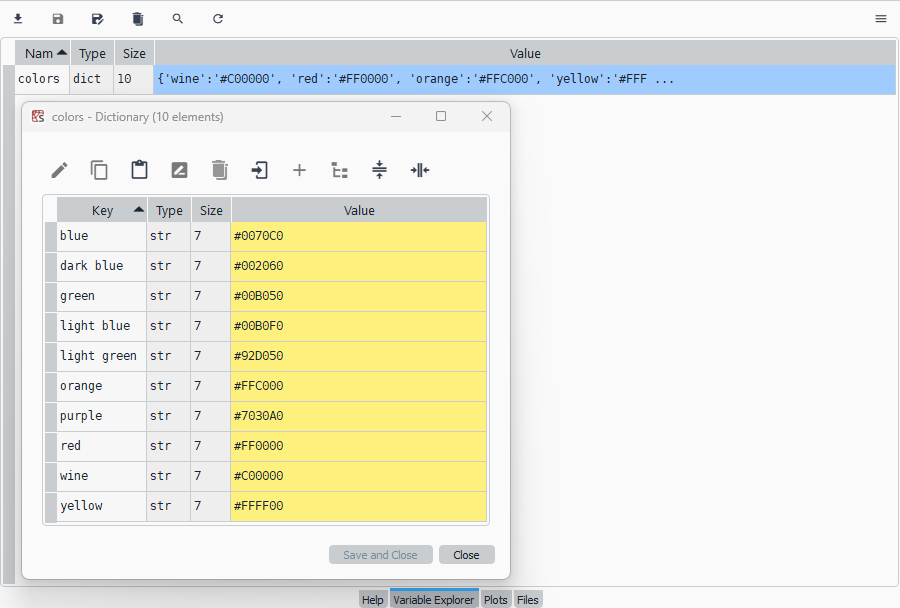 Nam Type Size Value
colors dict 10 {'wine':'#C00000', 'red':'#FF0000', 'orange':'#FFC000', 'yellow':'#FFF ...
colors - Dictionary (10 elements)
Key Type Size Value
blue str 7 #0070C0
dark blue str 7 #002060
green str 7 #00B050
light blue str 7 #00B0F0
light green str 7 #92D050
orange str 7 #FFC000
purple str 7 #7030A0
red str 7 #FF0000
wine str 7 #C00000
yellow str 7 #FFFF00
Save and Close Close
Help Variable Explorer Plots Files